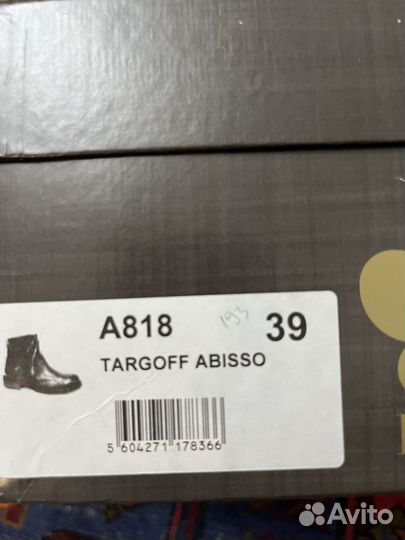 A818 193 39
TARGOFF ABISSO
5 604271 178366
Avito